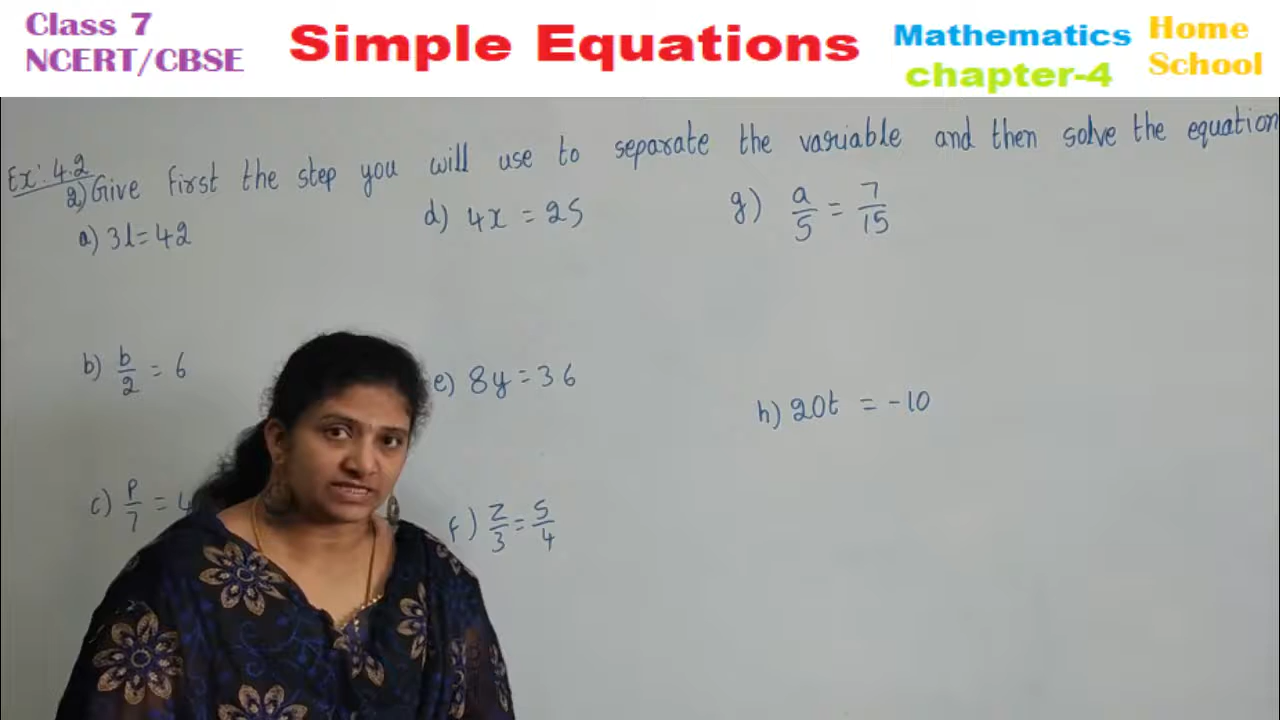 Class 7
NCERT/CBSE
Simple Equations
Mathematics
chapter-4
Home
School
Ex: 4.2
2) Give first the step you will use to separate the variable and then solve the equation
a) 3l = 42
b) b/2 = 6
c) p/7 = 4
d) 4x = 25
e) 8y = 36
f) z/3 = 5/4
g) a/5 = 7/15
h) 20t = -10